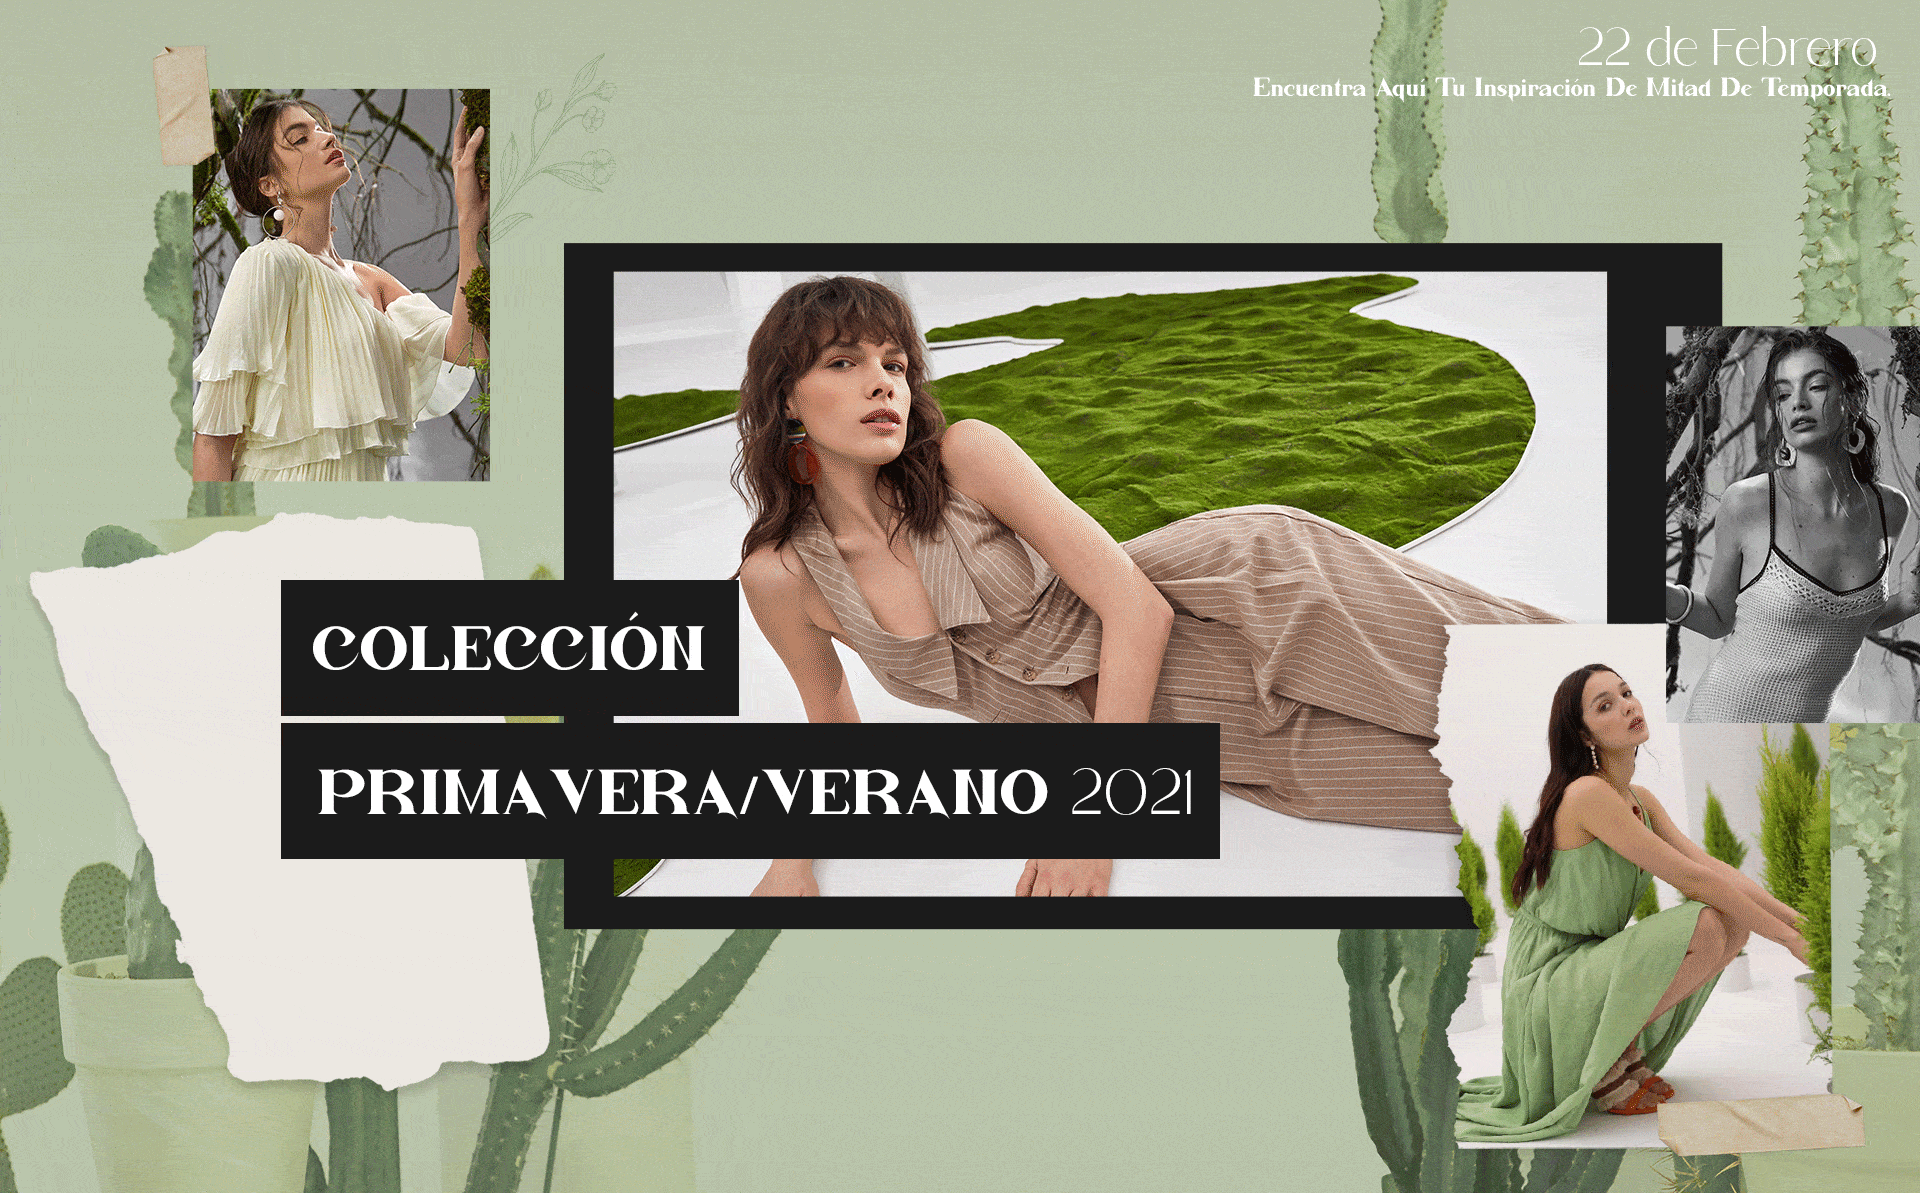 22 de Febrero
Encuentra Aquí Tu Inspiración De Mitad De Temporada.
COLECCIÓN
PRIMAVERA/VERANO 2021